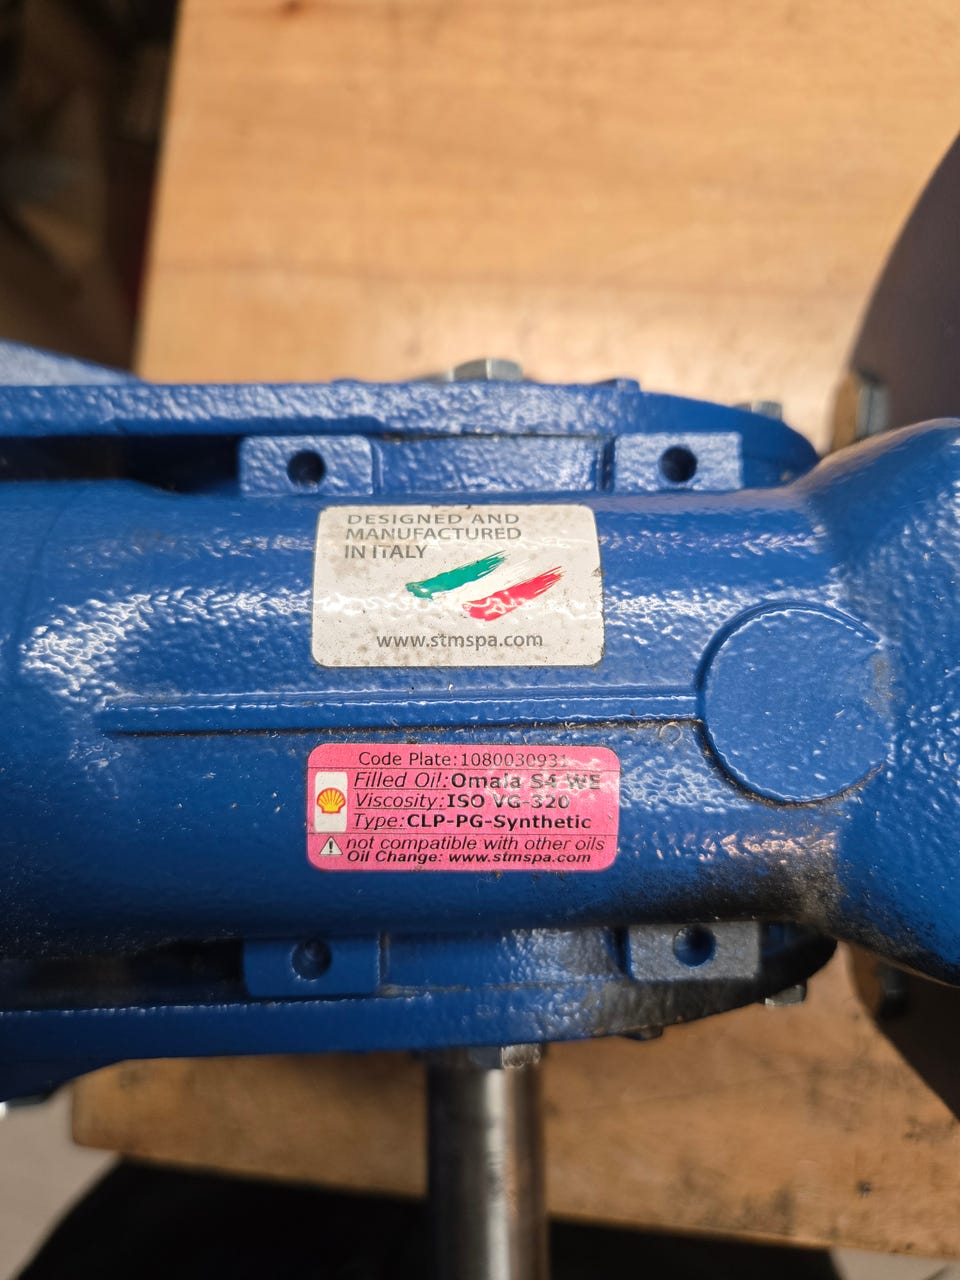 DESIGNED AND
MANUFACTURED
IN ITALY
www.stmspa.com
Code Plate:1080030931
Filled Oil: Omala S4 WE
Viscosity: ISO VG-320
Type: CLP-PG-Synthetic
not compatible with other oils
Oil Change: www.stmspa.com